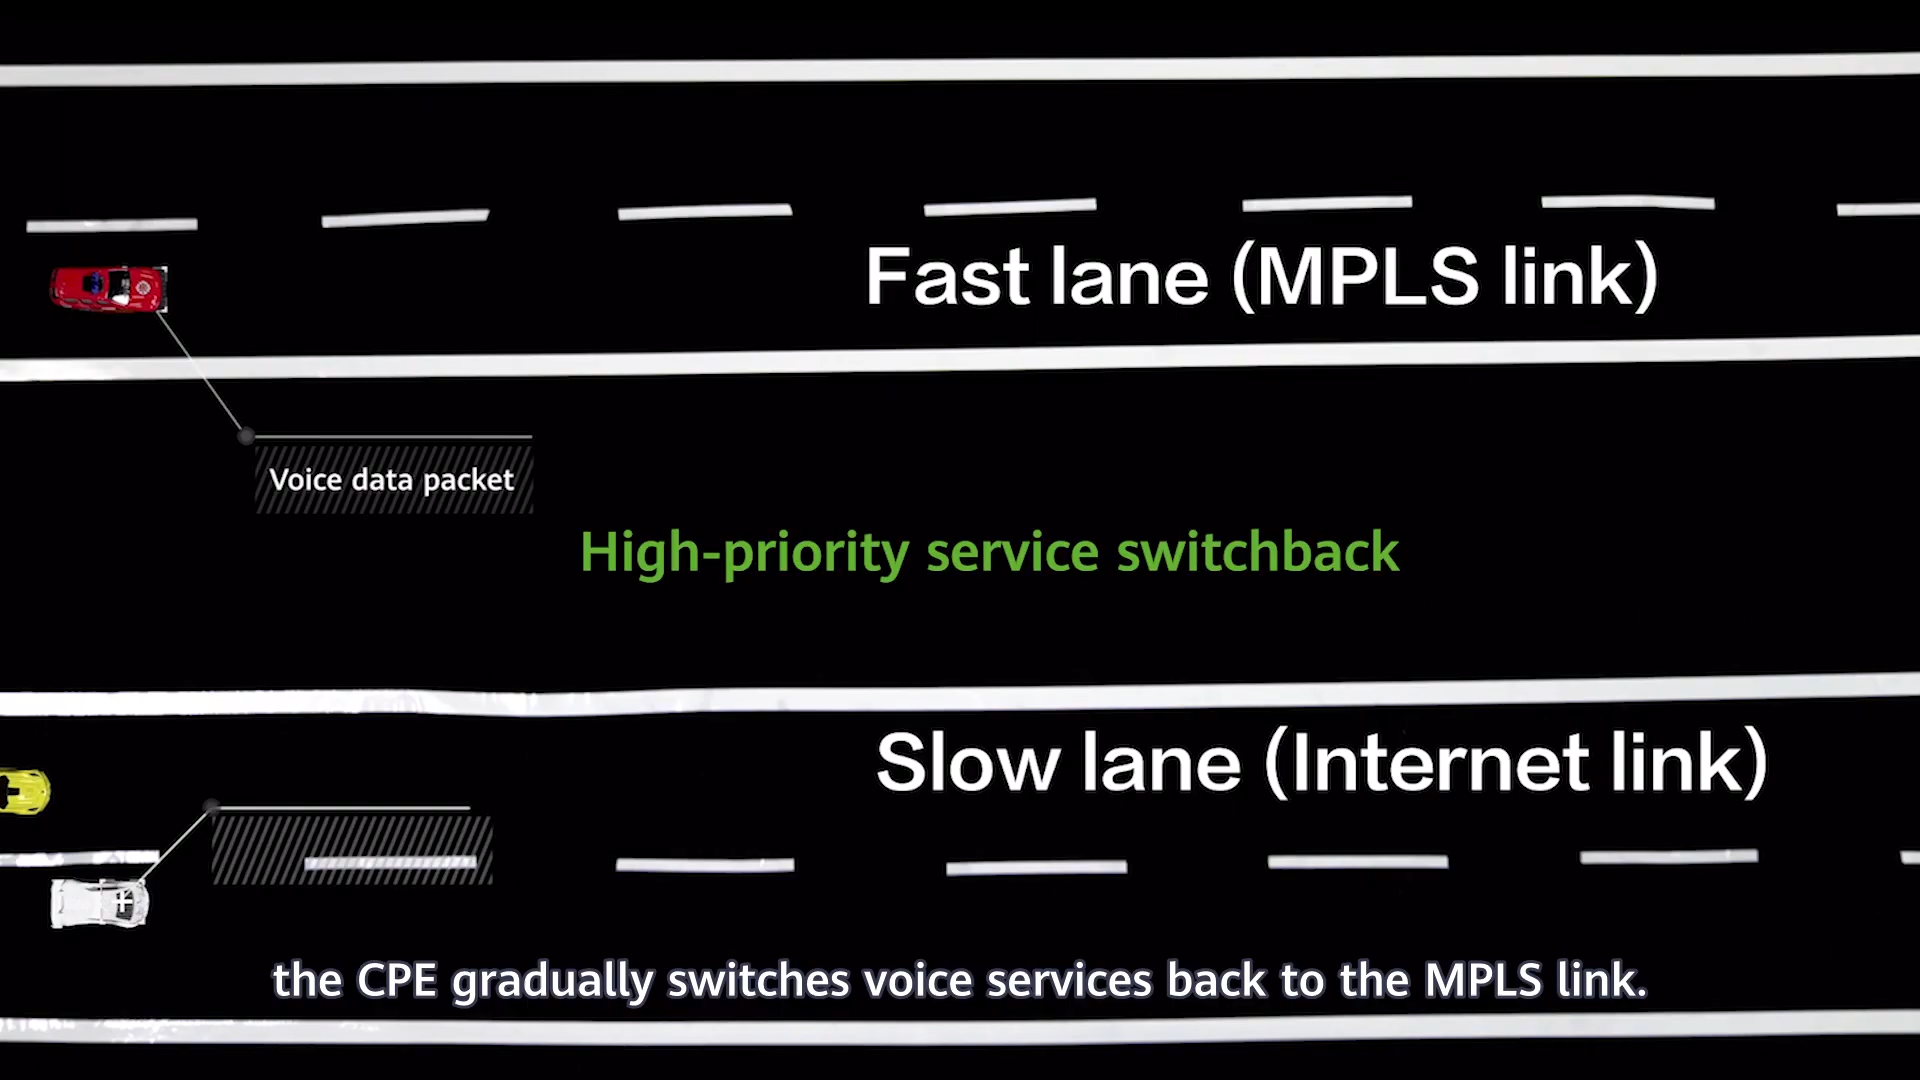 Fast lane (MPLS link)
Voice data packet
High-priority service switchback
Slow lane (Internet link)
the CPE gradually switches voice services back to the MPLS link.